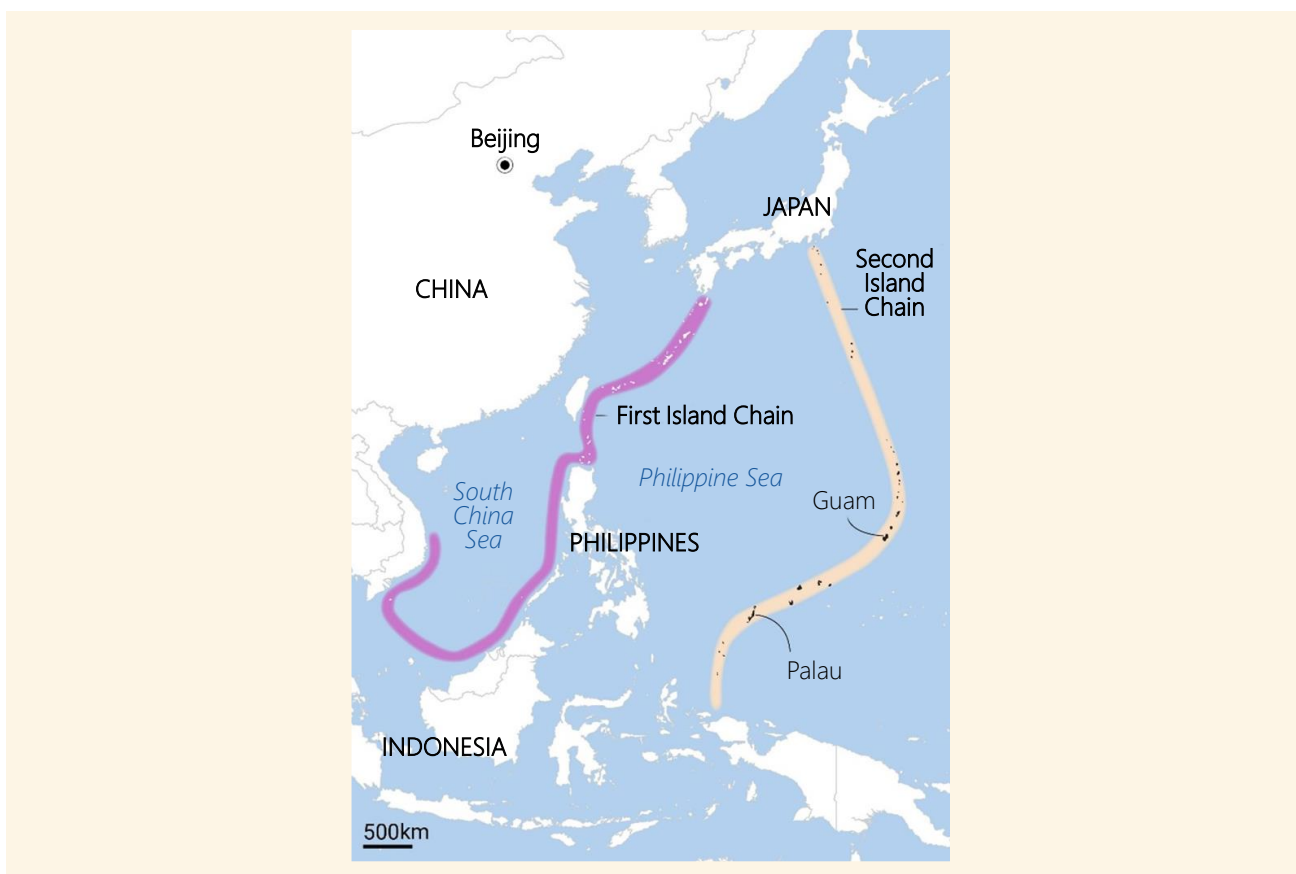 Beijing
JAPAN
Second
Island
Chain
CHINA
First Island Chain
Philippine Sea
South
China
Sea
Guam
PHILIPPINES
Palau
INDONESIA
500km